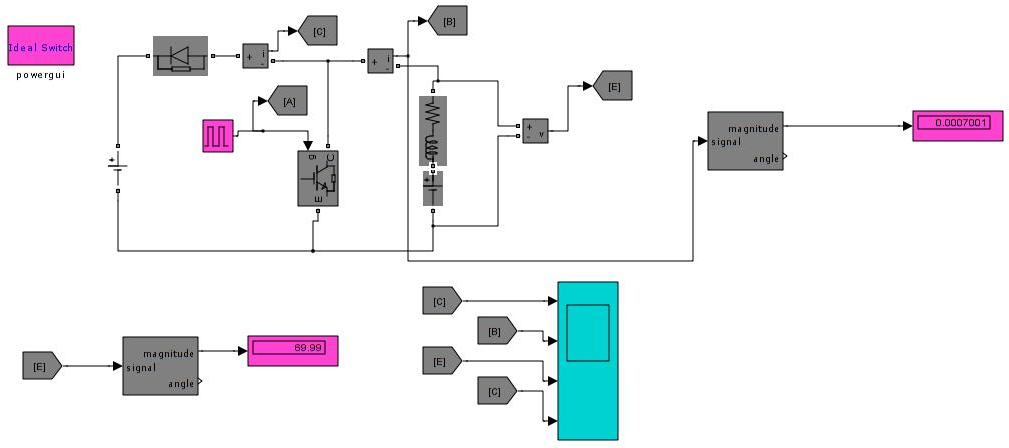 Ideal Switch
powergui
[C]
[B]
[A]
[E]
+
i
-
+
i
-
g
C
E
+
+
-
v
+
magnitude
signal
angle
0.0007001
[C]
[B]
[E]
[C]
[E]
magnitude
signal
angle
69.99